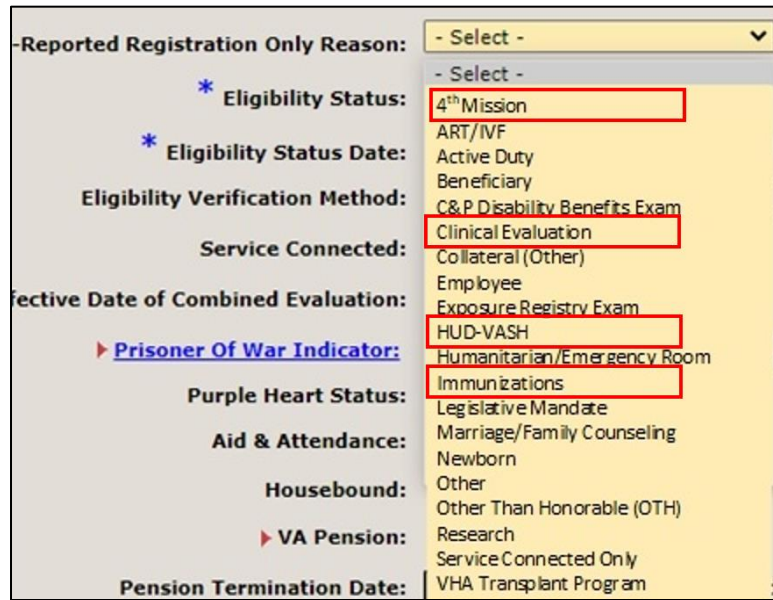 -Reported Registration Only Reason: - Select -
- Select -
* Eligibility Status: 4th Mission
ART/IVF
* Eligibility Status Date: Active Duty
Beneficiary
Eligibility Verification Method: C&P Disability Benefits Exam
Clinical Evaluation
Service Connected: Collateral (Other)
Employee
fective Date of Combined Evaluation: Exposure Registry Exam
HUD-VASH
Prisoner Of War Indicator: Humanitarian/Emergency Room
Immunizations
Purple Heart Status: Legislative Mandate
Marriage/Family Counseling
Aid & Attendance: Newborn
Housebound: Other
Other Than Honorable (OTH)
VA Pension: Research
Service Connected Only
Pension Termination Date: VHA Transplant Program